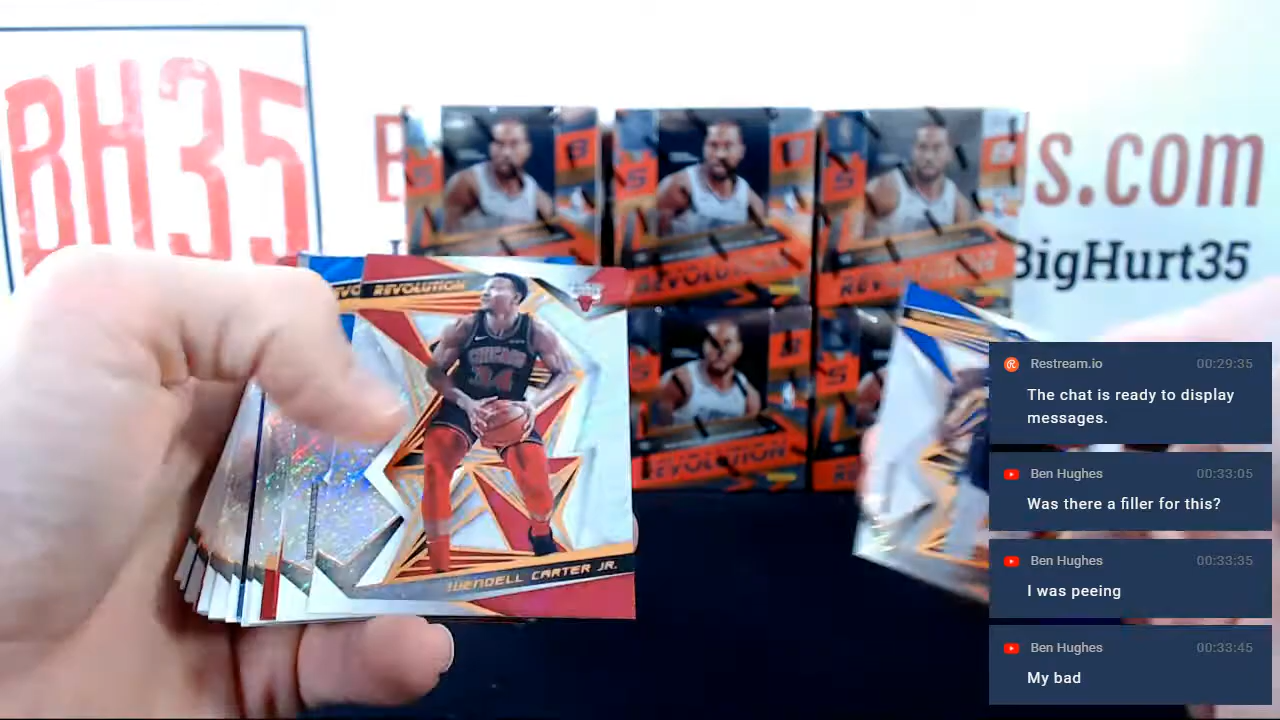 BH35
s.com
BigHurt35
REVOLUTION
REVOLUTION
REVOLUTION
REVOLUTION
CHICAGO
34
WENDELL CARTER JR.
Restream.io 00:29:35
The chat is ready to display
messages.
Ben Hughes 00:33:05
Was there a filler for this?
Ben Hughes 00:33:35
I was peeing
Ben Hughes 00:33:45
My bad